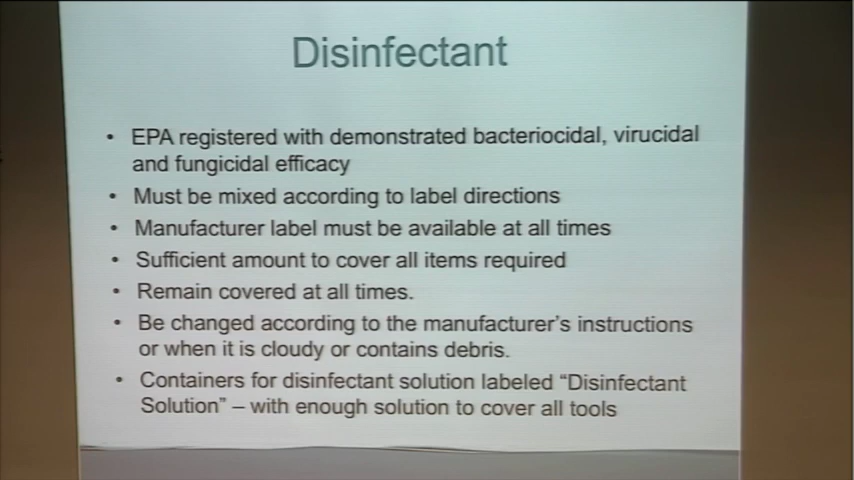 Disinfectant
• EPA registered with demonstrated bacteriocidal, virucidal
and fungicidal efficacy
• Must be mixed according to label directions
• Manufacturer label must be available at all times
• Sufficient amount to cover all items required
• Remain covered at all times.
• Be changed according to the manufacturer's instructions
or when it is cloudy or contains debris.
• Containers for disinfectant solution labeled “Disinfectant
Solution” – with enough solution to cover all tools